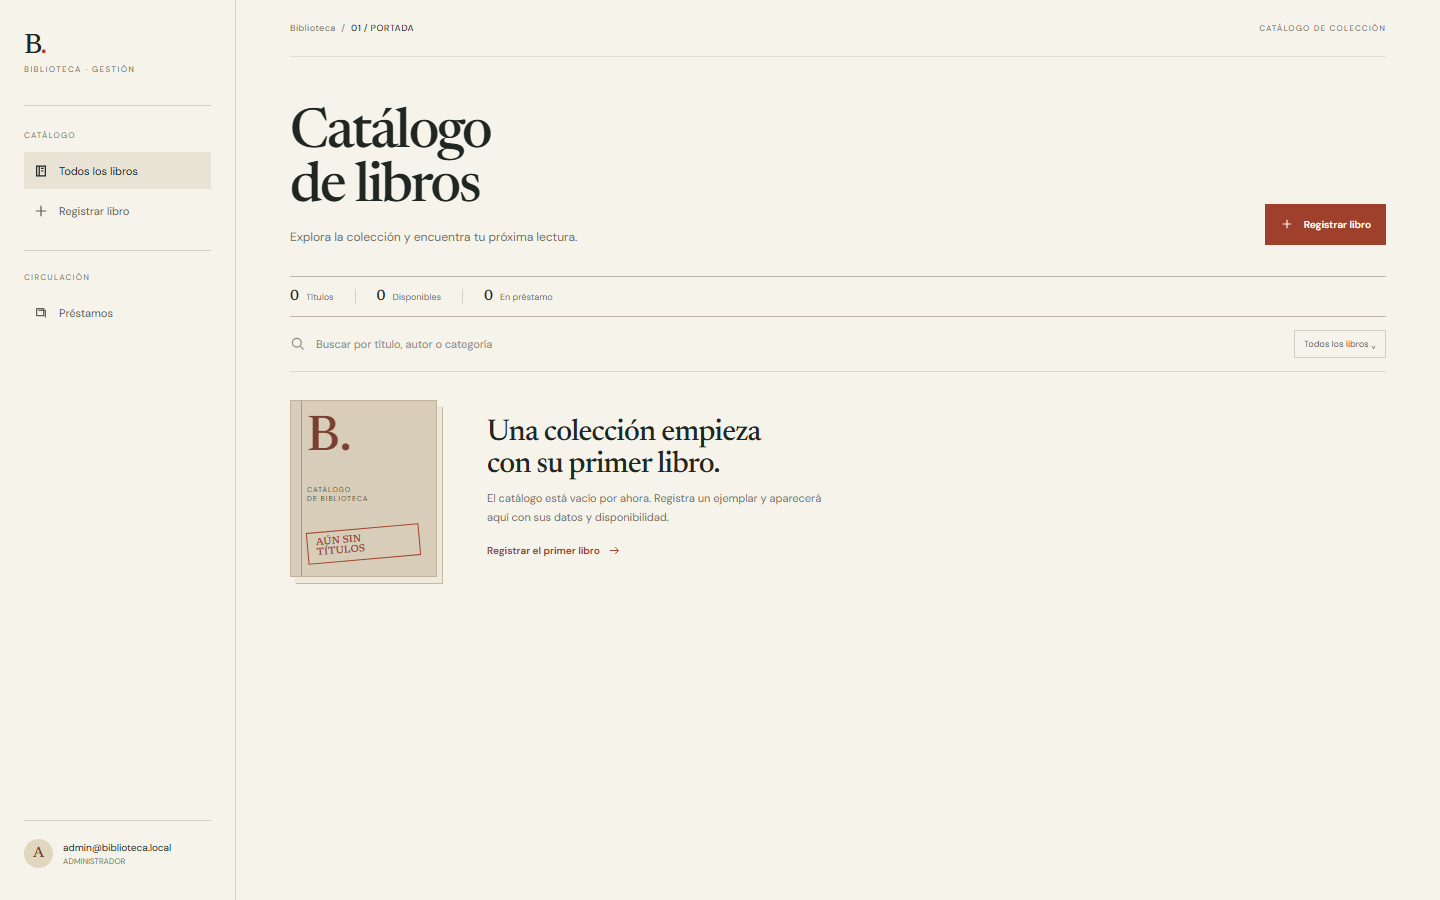 B.
BIBLIOTECA · GESTIÓN
CATÁLOGO
Todos los libros
Registrar libro
CIRCULACIÓN
Préstamos
admin@biblioteca.local
A
ADMINISTRADOR
Biblioteca / 01 / PORTADA
CATÁLOGO DE COLECCIÓN
Catálogo
de libros
Explora la colección y encuentra tu próxima lectura.
Registrar libro
0 Títulos
0 Disponibles
0 En préstamo
Buscar por título, autor o categoría
Todos los libros
B.
CATÁLOGO
DE BIBLIOTECA
AÚN SIN
TÍTULOS
Una colección empieza
con su primer libro.
El catálogo está vacío por ahora. Registra un ejemplar y aparecerá
aquí con sus datos y disponibilidad.
Registrar el primer libro →